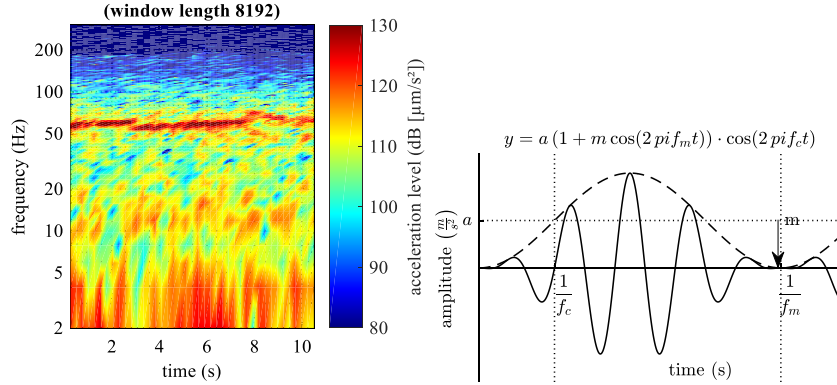 (window length 8192)
frequency (Hz)
200
100
50
20
10
5
2
2
4
6
8
10
time (s)
130
120
110
100
90
80
acceleration level (dB [µm/s²])
y = a (1 + m cos(2 pif_m t)) · cos(2 pif_c t)
amplitude (m/s²)
a
m
1/f_c
1/f_m
time (s)